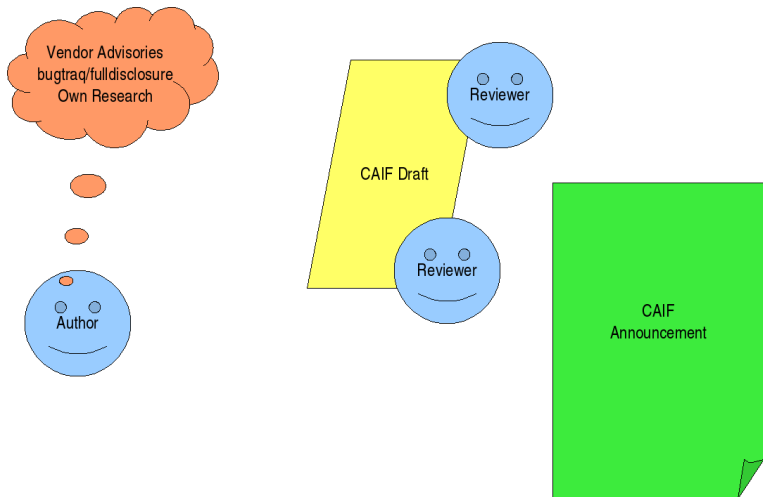 Vendor Advisories
bugtraq/fulldisclosure
Own Research
Author
Reviewer
CAIF Draft
Reviewer
CAIF
Announcement